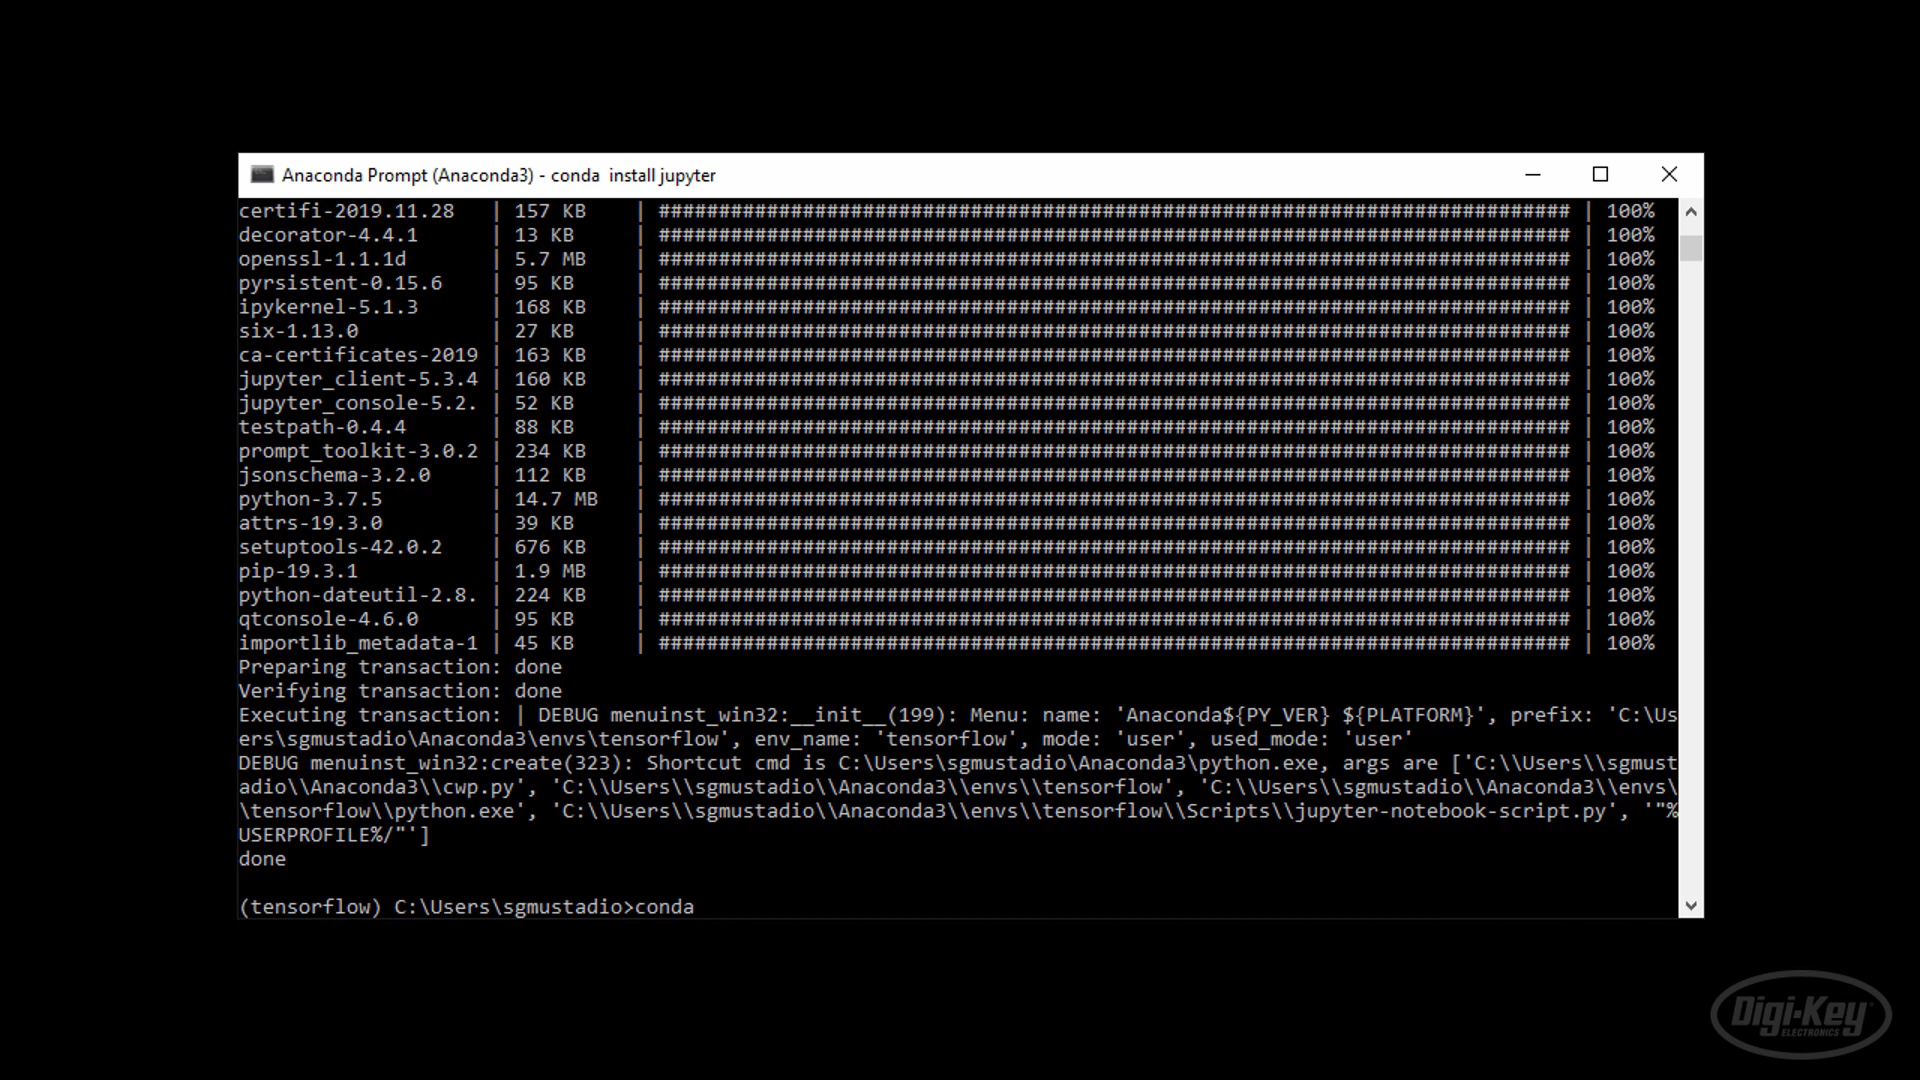 Anaconda Prompt (Anaconda3) - conda  install jupyter
certifi-2019.11.28   | 157 KB    | ############################################################################ | 100%
decorator-4.4.1      | 13 KB     | ############################################################################ | 100%
openssl-1.1.1d       | 5.7 MB    | ############################################################################ | 100%
pyrsistent-0.15.6    | 95 KB     | ############################################################################ | 100%
ipykernel-5.1.3      | 168 KB    | ############################################################################ | 100%
six-1.13.0           | 27 KB     | ############################################################################ | 100%
ca-certificates-2019 | 163 KB    | ############################################################################ | 100%
jupyter_client-5.3.4 | 160 KB    | ############################################################################ | 100%
jupyter_console-5.2. | 52 KB     | ############################################################################ | 100%
testpath-0.4.4       | 88 KB     | ############################################################################ | 100%
prompt_toolkit-3.0.2 | 234 KB    | ############################################################################ | 100%
jsonschema-3.2.0     | 112 KB    | ############################################################################ | 100%
python-3.7.5         | 14.7 MB   | ############################################################################ | 100%
attrs-19.3.0         | 39 KB     | ############################################################################ | 100%
setuptools-42.0.2    | 676 KB    | ############################################################################ | 100%
pip-19.3.1           | 1.9 MB    | ############################################################################ | 100%
python-dateutil-2.8. | 224 KB    | ############################################################################ | 100%
qtconsole-4.6.0      | 95 KB     | ############################################################################ | 100%
importlib_metadata-1 | 45 KB     | ############################################################################ | 100%
Preparing transaction: done
Verifying transaction: done
Executing transaction: | DEBUG menuinst_win32:__init__(199): Menu: name: 'Anaconda${PY_VER} ${PLATFORM}', prefix: 'C:\Us
ers\sgmustadio\Anaconda3\envs\tensorflow', env_name: 'tensorflow', mode: 'user', used_mode: 'user'
DEBUG menuinst_win32:create(323): Shortcut cmd is C:\Users\sgmustadio\Anaconda3\python.exe, args are ['C:\\Users\\sgmust
adio\\Anaconda3\\cwp.py', 'C:\\Users\\sgmustadio\\Anaconda3\\envs\\tensorflow', 'C:\\Users\\sgmustadio\\Anaconda3\\envs\
\tensorflow\\python.exe', 'C:\\Users\\sgmustadio\\Anaconda3\\envs\\tensorflow\\Scripts\\jupyter-notebook-script.py', '"%
USERPROFILE%/"']
done
(tensorflow) C:\Users\sgmustadio>conda
Digi-Key
ELECTRONICS